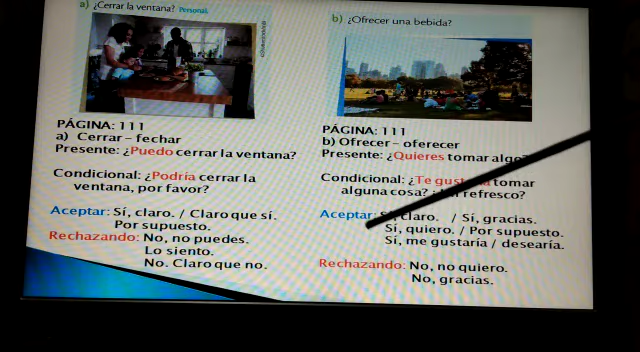 a) ¿Cerrar la ventana? Personal.
PÁGINA: 111
a) Cerrar – fechar
Presente: ¿Puedo cerrar la ventana?
Condicional: ¿Podría cerrar la
ventana, por favor?
Aceptar: Sí, claro. / Claro que sí.
Por supuesto.
Rechazando: No, no puedes.
Lo siento.
No. Claro que no.
b) ¿Ofrecer una bebida?
PÁGINA: 111
b) Ofrecer – oferecer
Presente: ¿Quieres tomar algo?
Condicional: ¿Te tomar
alguna cosa? refresco?
Aceptar: claro. / Sí, gracias.
Sí, quiero. / Por supuesto.
Sí, me gustaría / desearía.
Rechazando: No, no quiero.
No, gracias.